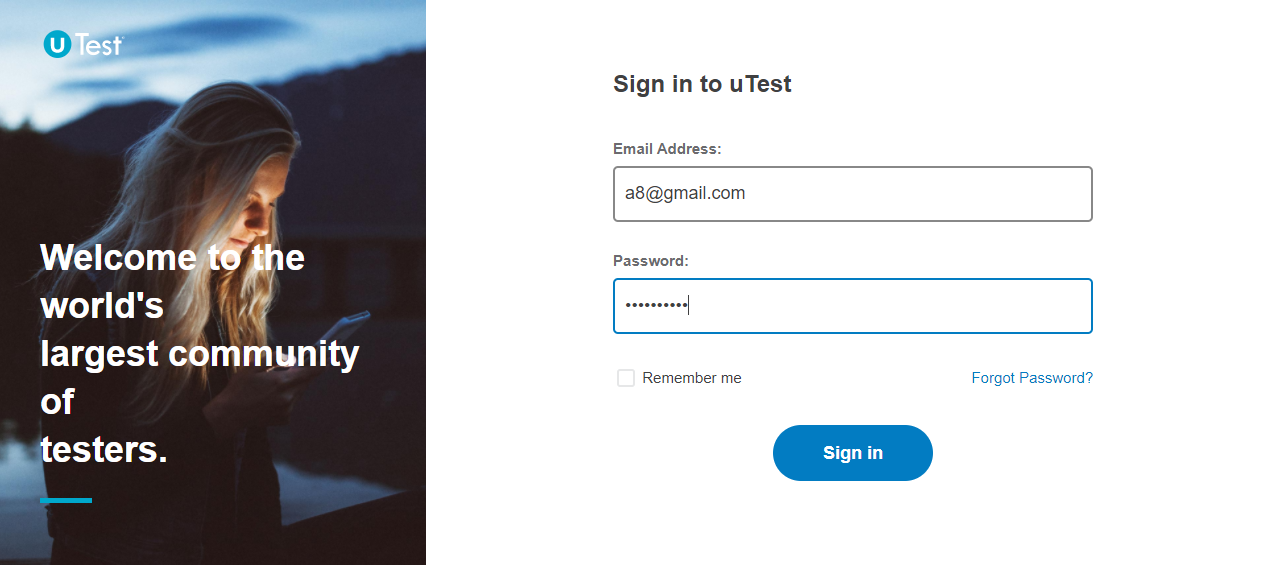 uTest
Welcome to the
world's
largest community
of
testers.
Sign in to uTest
Email Address:
a8@gmail.com
Password:
••••••••••
Remember me
Forgot Password?
Sign in